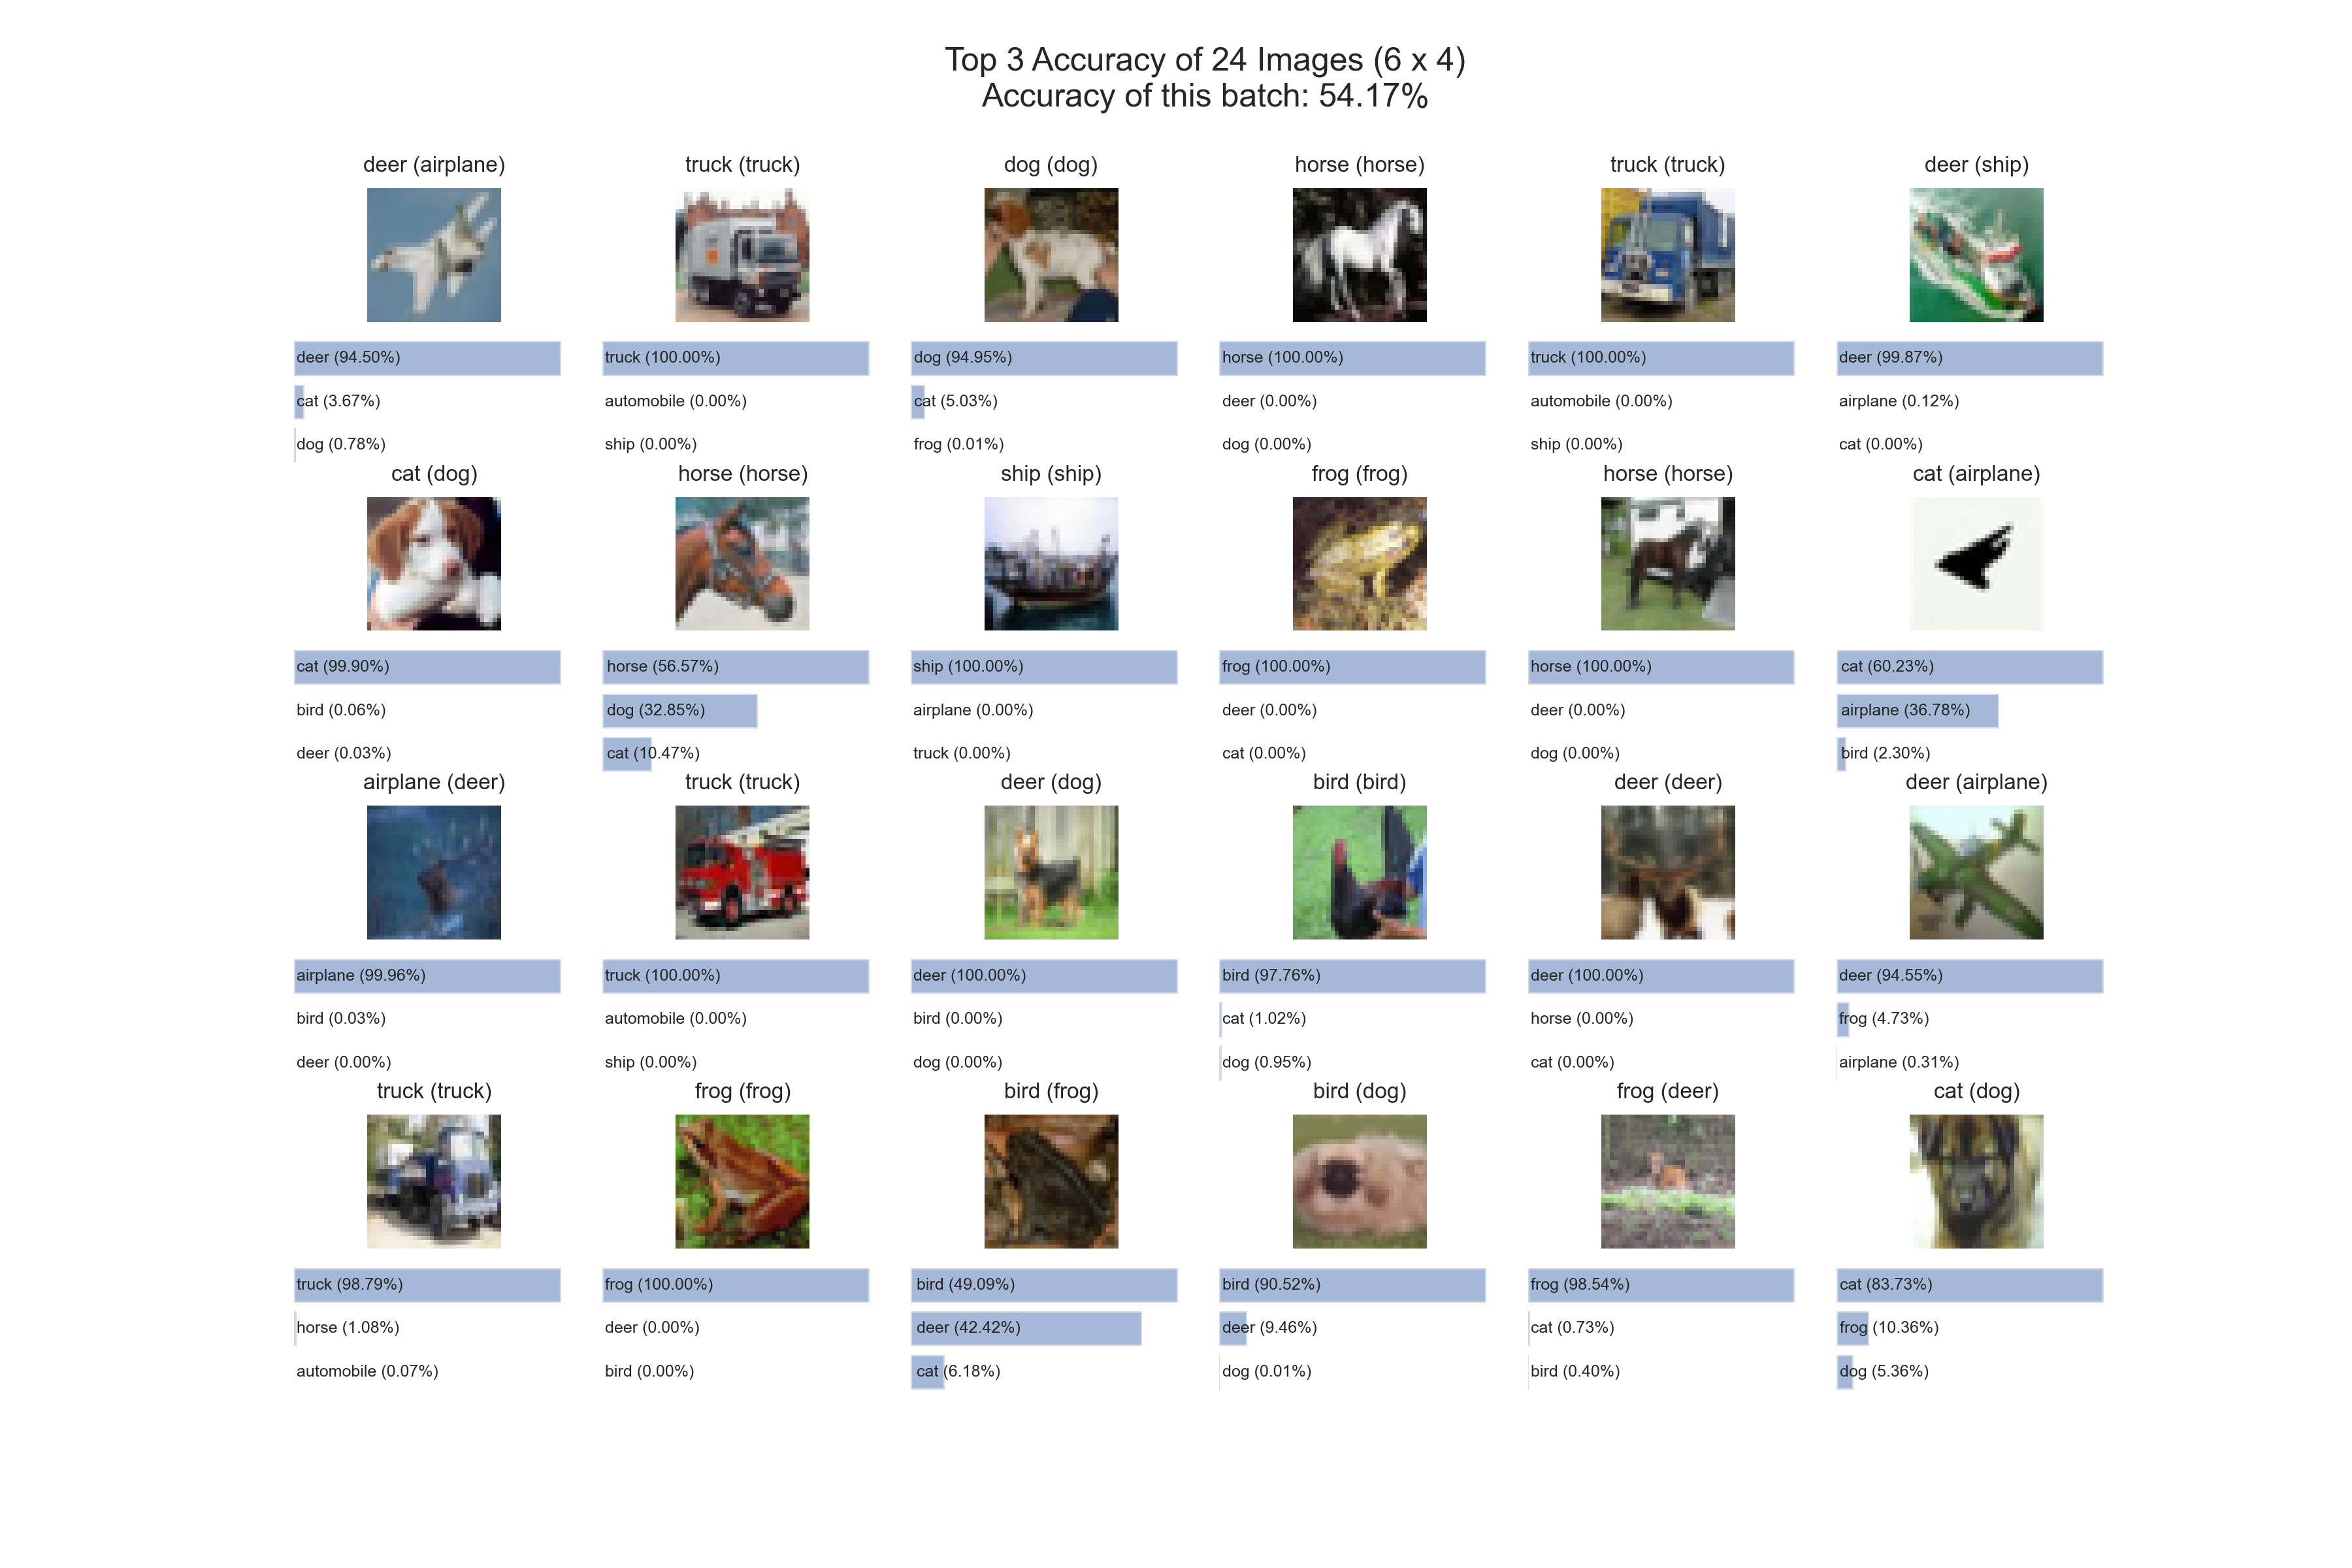 Top 3 Accuracy of 24 Images (6 x 4)
Accuracy of this batch: 54.17%
deer (airplane)
deer (94.50%)
cat (3.67%)
dog (0.78%)
truck (truck)
truck (100.00%)
automobile (0.00%)
ship (0.00%)
dog (dog)
dog (94.95%)
cat (5.03%)
frog (0.01%)
horse (horse)
horse (100.00%)
deer (0.00%)
dog (0.00%)
truck (truck)
truck (100.00%)
automobile (0.00%)
ship (0.00%)
deer (ship)
deer (99.87%)
airplane (0.12%)
cat (0.00%)
cat (dog)
cat (99.90%)
bird (0.06%)
deer (0.03%)
horse (horse)
horse (56.57%)
dog (32.85%)
cat (10.47%)
ship (ship)
ship (100.00%)
airplane (0.00%)
truck (0.00%)
frog (frog)
frog (100.00%)
deer (0.00%)
cat (0.00%)
horse (horse)
horse (100.00%)
deer (0.00%)
dog (0.00%)
cat (airplane)
cat (60.23%)
airplane (36.78%)
bird (2.30%)
airplane (deer)
airplane (99.96%)
bird (0.03%)
deer (0.00%)
truck (truck)
truck (100.00%)
automobile (0.00%)
ship (0.00%)
deer (dog)
deer (100.00%)
bird (0.00%)
dog (0.00%)
bird (bird)
bird (97.76%)
cat (1.02%)
dog (0.95%)
deer (deer)
deer (100.00%)
horse (0.00%)
cat (0.00%)
deer (airplane)
deer (94.55%)
frog (4.73%)
airplane (0.31%)
truck (truck)
truck (98.79%)
horse (1.08%)
automobile (0.07%)
frog (frog)
frog (100.00%)
deer (0.00%)
bird (0.00%)
bird (frog)
bird (49.09%)
deer (42.42%)
cat (6.18%)
bird (dog)
bird (90.52%)
deer (9.46%)
dog (0.01%)
frog (deer)
frog (98.54%)
cat (0.73%)
bird (0.40%)
cat (dog)
cat (83.73%)
frog (10.36%)
dog (5.36%)